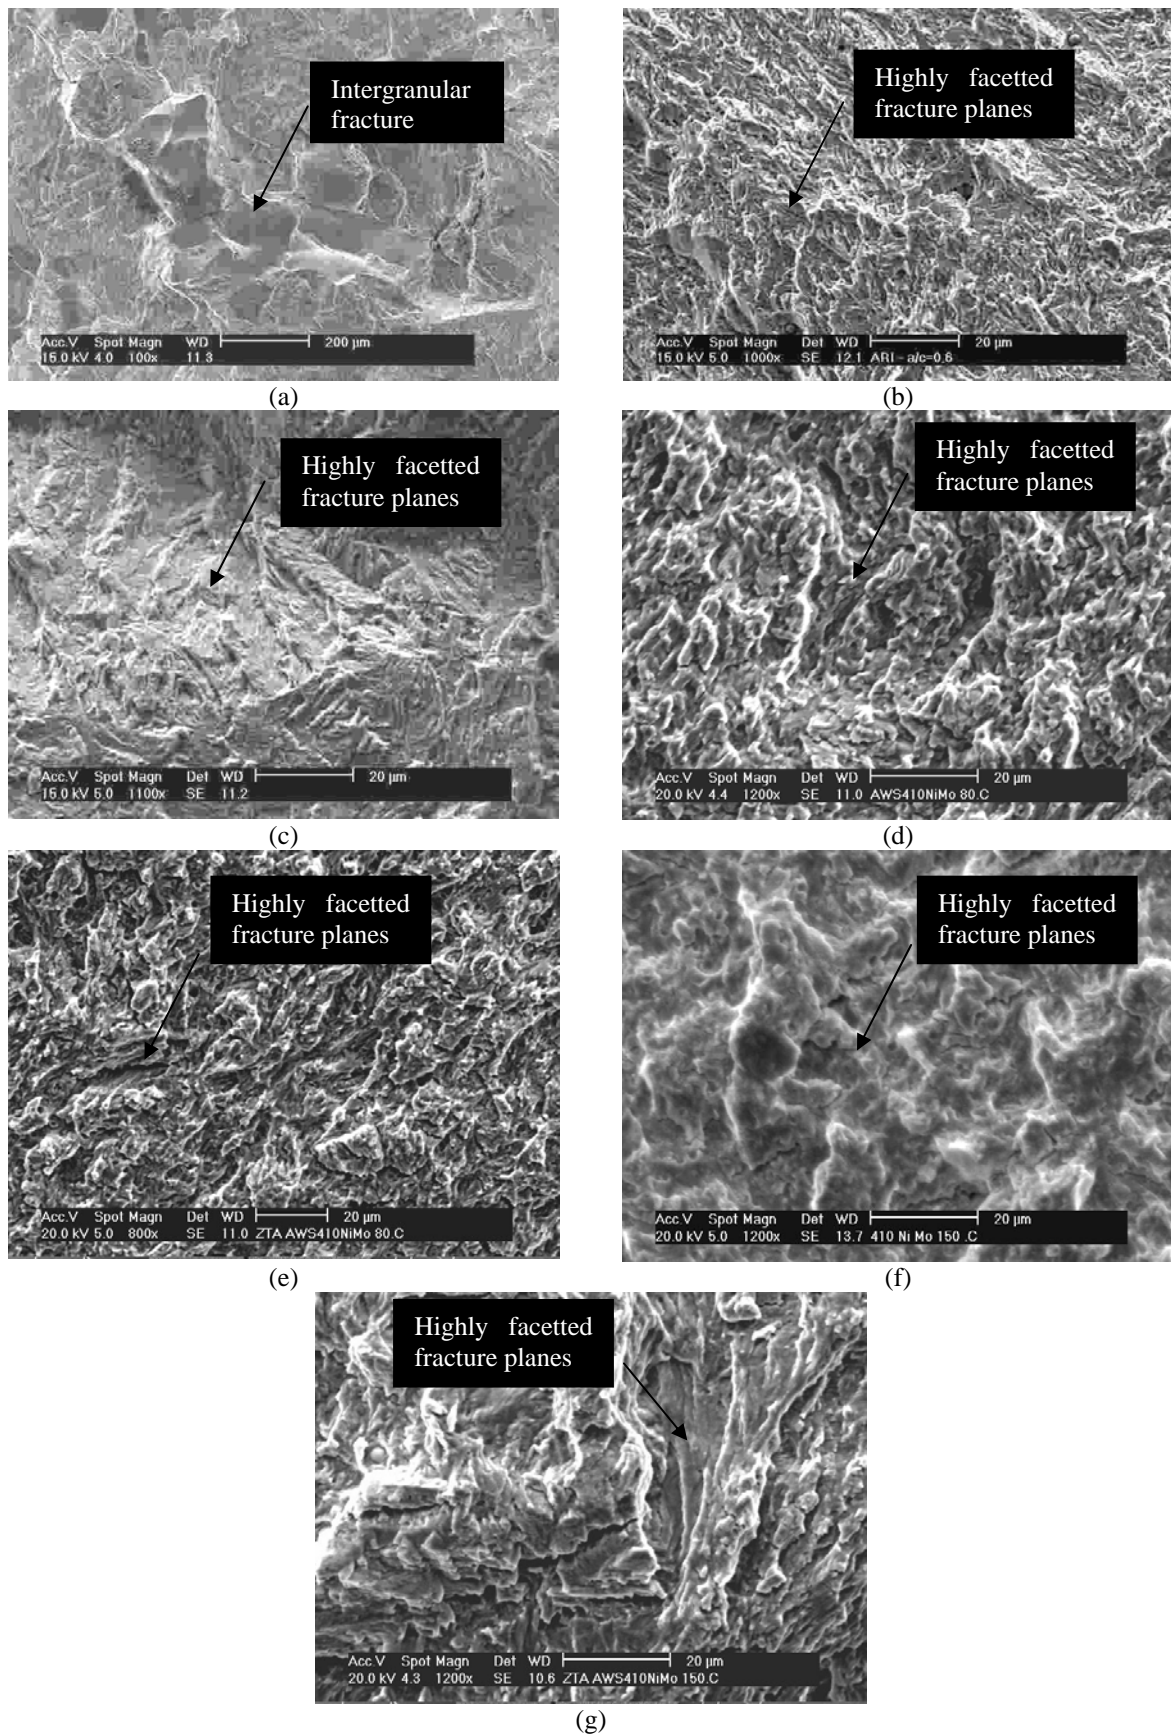 Intergranular
fracture
Acc.V Spot Magn WD 200 µm
15.0 kV 4.0 100x 11.3
(a)
Highly facetted
fracture planes
Acc.V Spot Magn Det WD 20 µm
15.0 kV 5.0 1000x SE 12.1 ARI – a/c=0.6
(b)
Highly facetted
fracture planes
Acc.V Spot Magn Det WD 20 µm
15.0 kV 5.0 1100x SE 11.2
(c)
Highly facetted
fracture planes
Acc.V Spot Magn Det WD 20 µm
20.0 kV 4.4 1200x SE 11.0 AWS410NiMo 80.C
(d)
Highly facetted
fracture planes
Acc.V Spot Magn Det WD 20 µm
20.0 kV 5.0 800x SE 11.0 ZTA AWS410NiMo 80.C
(e)
Highly facetted
fracture planes
Acc.V Spot Magn Det WD 20 µm
20.0 kV 5.0 1200x SE 13.7 410 Ni Mo 150 .C
(f)
Highly facetted
fracture planes
Acc.V Spot Magn Det WD 20 µm
20.0 kV 4.3 1200x SE 10.6 ZTA AWS410NiMo 150.C
(g)